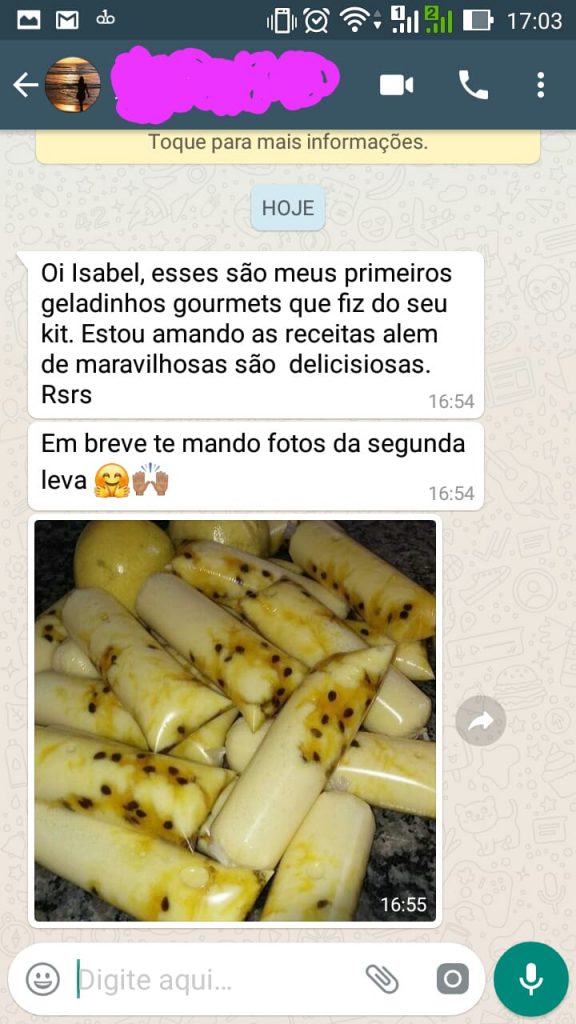 17:03
1
2
Toque para mais informações.
HOJE
Oi Isabel, esses são meus primeiros
geladinhos gourmets que fiz do seu
kit. Estou amando as receitas alem
de maravilhosas são  delicisiosas.
Rsrs
16:54
Em breve te mando fotos da segunda
leva 🤗🙌🏽
16:54
16:55
Digite aqui...